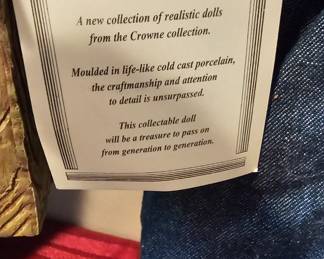 A new collection of realistic dolls
from the Crowne collection.
Moulded in life-like cold cast porcelain,
the craftmanship and attention
to detail is unsurpassed.
This collectable doll
will be a treasure to pass on
from generation to generation.